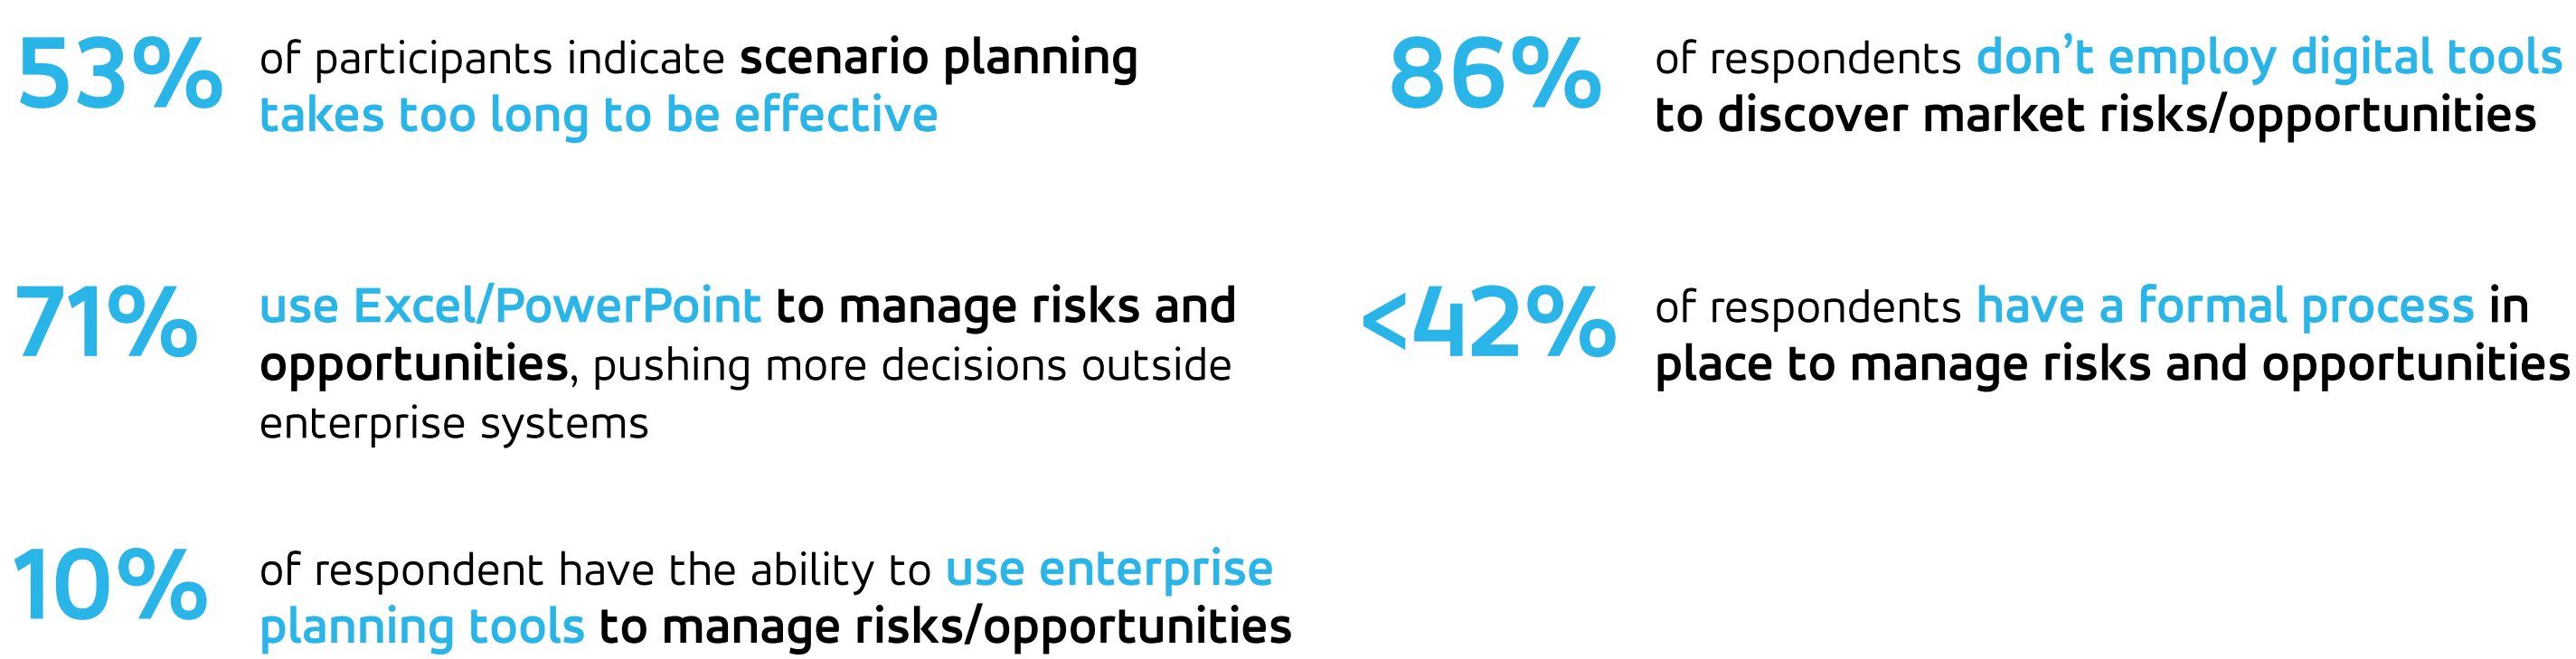 53%
of participants indicate scenario planning
takes too long to be effective
71%
use Excel/PowerPoint to manage risks and
opportunities, pushing more decisions outside
enterprise systems
10%
of respondent have the ability to use enterprise
planning tools to manage risks/opportunities
86%
of respondents don’t employ digital tools
to discover market risks/opportunities
<42%
of respondents have a formal process in
place to manage risks and opportunities